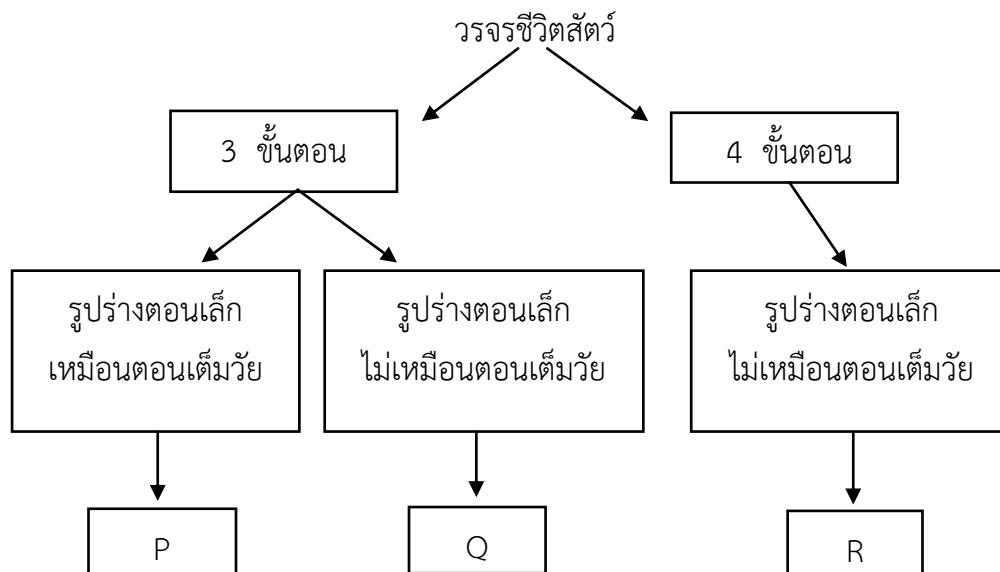 วรจรชีวิตสัตว์
3 ขั้นตอน
4 ขั้นตอน
รูปร่างตอนเล็ก
เหมือนตอนเต็มวัย
รูปร่างตอนเล็ก
ไม่เหมือนตอนเต็มวัย
รูปร่างตอนเล็ก
ไม่เหมือนตอนเต็มวัย
P
Q
R